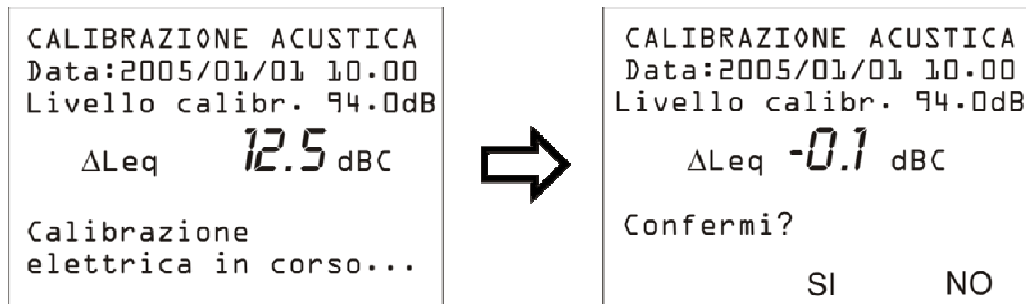 CALIBRAZIONE ACUSTICA
Data:2005/01/01 10.00
Livello calibr. 94.0dB
ΔLeq 12.5 dBC
Calibrazione
elettrica in corso...
CALIBRAZIONE ACUSTICA
Data:2005/01/01 10.00
Livello calibr. 94.0dB
ΔLeq -0.1 dBC
Confermi?
SI NO